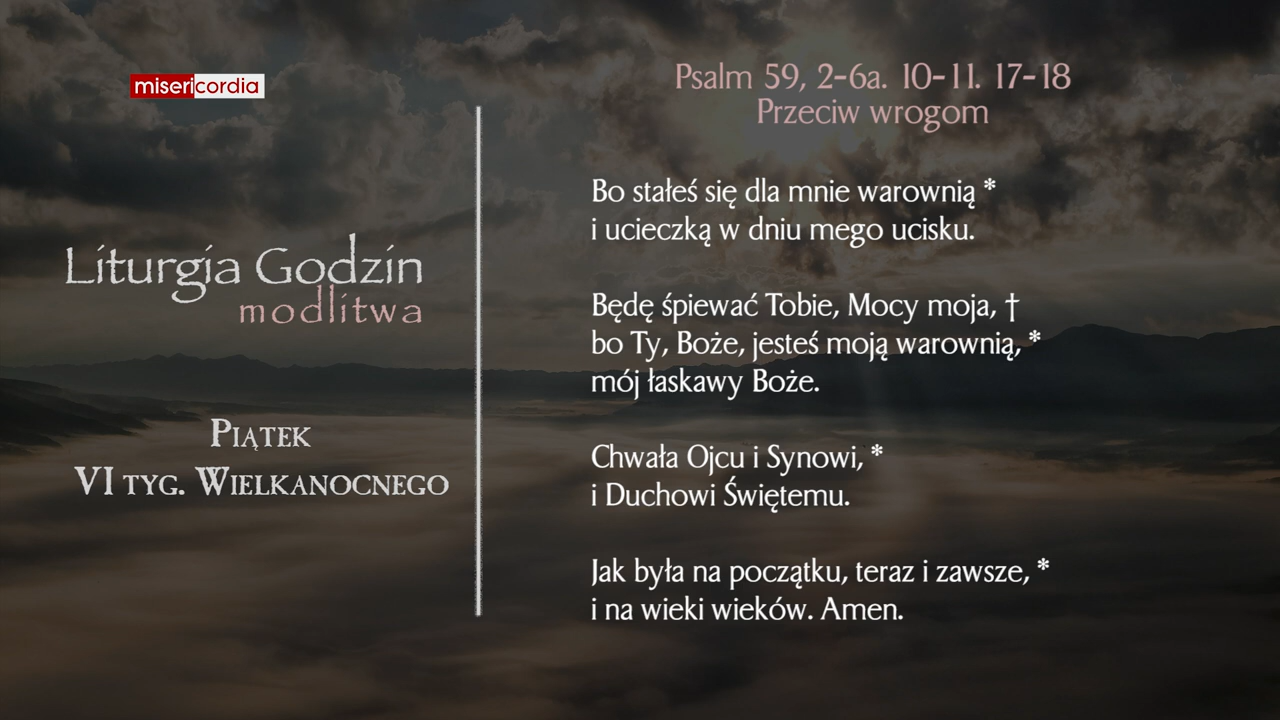 misericordia
Liturgia Godzin
modlitwa
Piątek
VI tyg. Wielkanocnego
Psalm 59, 2-6a. 10-11. 17-18
Przeciw wrogom
Bo stałeś się dla mnie warownią *
i ucieczką w dniu mego ucisku.
Będę śpiewać Tobie, Mocy moja, †
bo Ty, Boże, jesteś moją warownią, *
mój łaskawy Boże.
Chwała Ojcu i Synowi, *
i Duchowi Świętemu.
Jak była na początku, teraz i zawsze, *
i na wieki wieków. Amen.